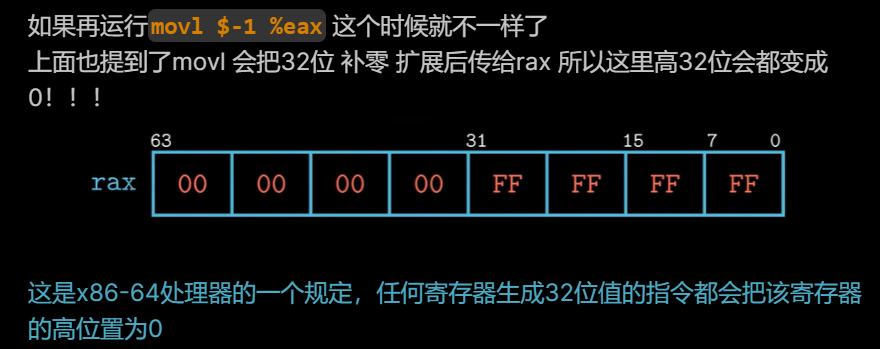 如果再运行movl $-1 %eax 这个时候就不一样了
上面也提到了movl 会把32位 补零 扩展后传给rax 所以这里高32位会都变成
0！！！
63 31 15 7 0
rax 00 00 00 00 FF FF FF FF
这是x86-64处理器的一个规定，任何寄存器生成32位值的指令都会把该寄存器
的高位置为0